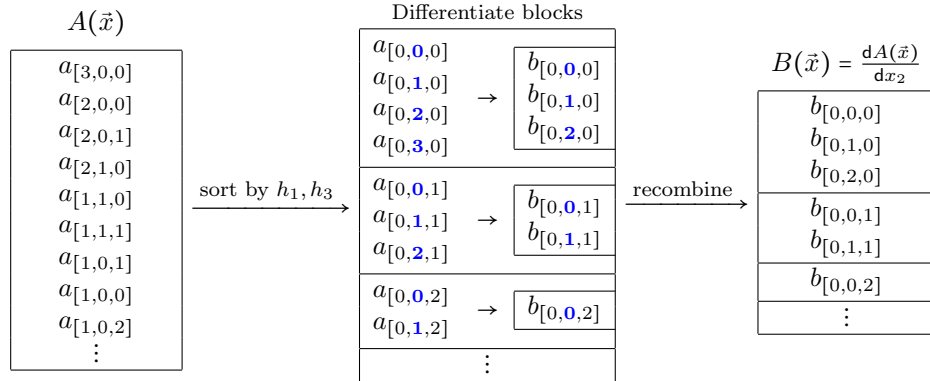 A(x⃗)
a[3,0,0]
a[2,0,0]
a[2,0,1]
a[2,1,0]
a[1,1,0]
a[1,1,1]
a[1,0,1]
a[1,0,0]
a[1,0,2]
⋮
sort by h₁, h₃
Differentiate blocks
a[0,0,0]
a[0,1,0]
a[0,2,0]
a[0,3,0]
→
b[0,0,0]
b[0,1,0]
b[0,2,0]
a[0,0,1]
a[0,1,1]
a[0,2,1]
→
b[0,0,1]
b[0,1,1]
a[0,0,2]
a[0,1,2]
→
b[0,0,2]
⋮
recombine
B(x⃗) = dA(x⃗)/dx₂
b[0,0,0]
b[0,1,0]
b[0,2,0]
b[0,0,1]
b[0,1,1]
b[0,0,2]
⋮